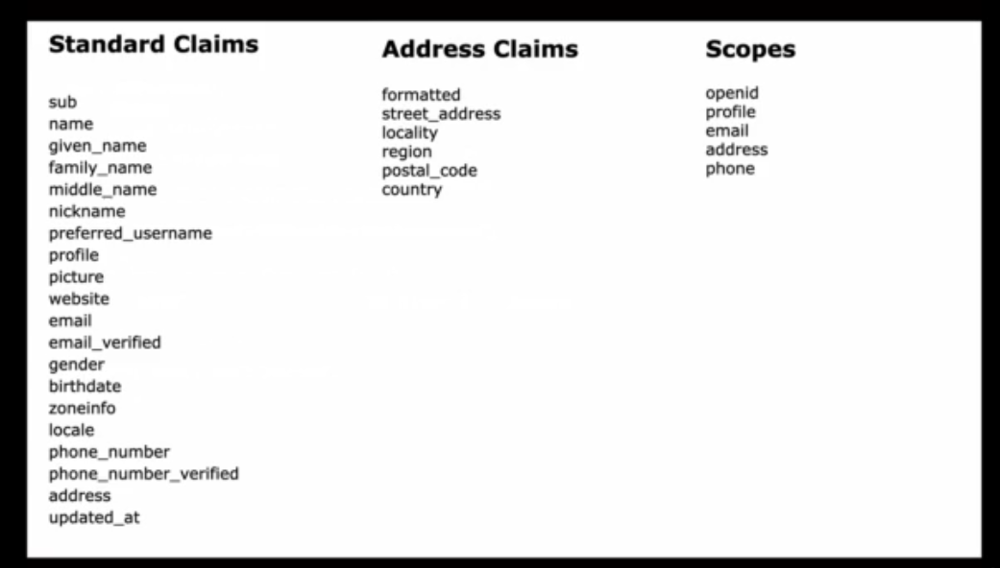 Standard Claims
sub
name
given_name
family_name
middle_name
nickname
preferred_username
profile
picture
website
email
email_verified
gender
birthdate
zoneinfo
locale
phone_number
phone_number_verified
address
updated_at
Address Claims
formatted
street_address
locality
region
postal_code
country
Scopes
openid
profile
email
address
phone